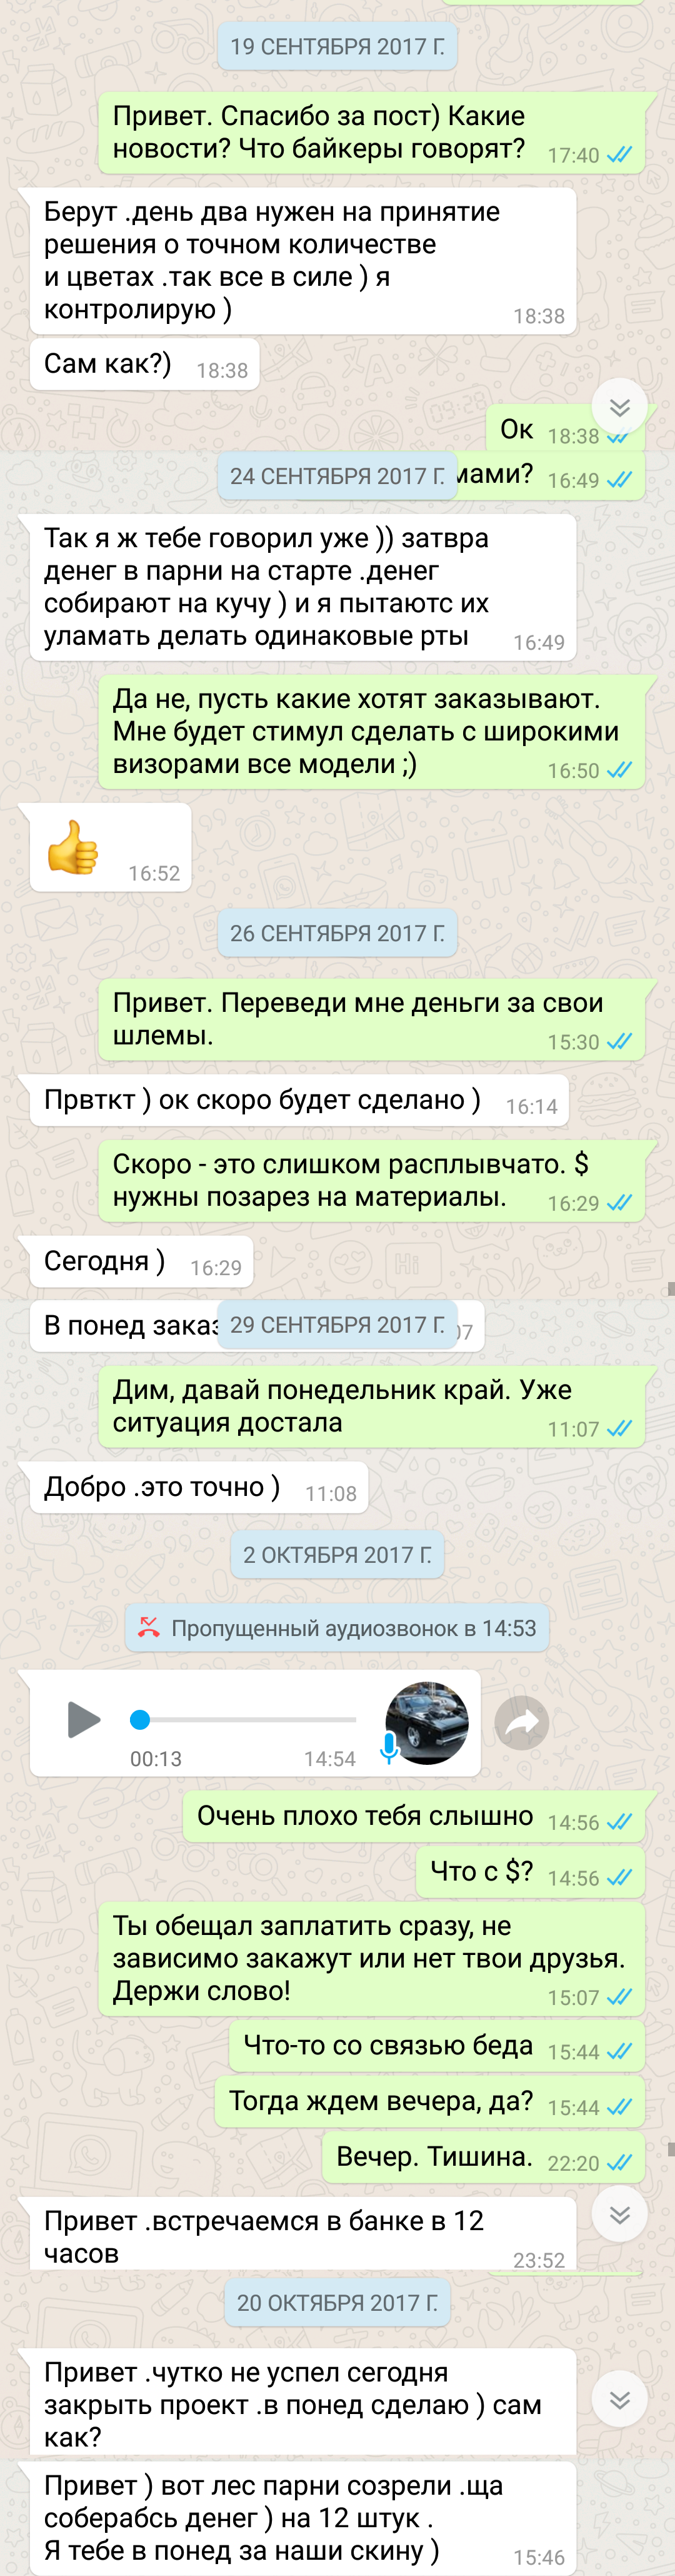 19 СЕНТЯБРЯ 2017 Г.
Привет. Спасибо за пост) Какие
новости? Что байкеры говорят? 17:40
Берут .день два нужен на принятие
решения о точном количестве
и цветах .так все в силе ) я
контролирую ) 18:38
Сам как?) 18:38
Ок 18:38
24 СЕНТЯБРЯ 2017 Г. мами? 16:49
Так я ж тебе говорил уже )) затвра
денег в парни на старте .денег
собирают на кучу ) и я пытаютс их
уламать делать одинаковые рты 16:49
Да не, пусть какие хотят заказывают.
Мне будет стимул сделать с широкими
визорами все модели ;) 16:50
16:52
26 СЕНТЯБРЯ 2017 Г.
Привет. Переведи мне деньги за свои
шлемы. 15:30
Првткт ) ок скоро будет сделано ) 16:14
Скоро - это слишком расплывчато. $
нужны позарез на материалы. 16:29
Сегодня ) 16:29
В понед заказ 29 СЕНТЯБРЯ 2017 Г. 07
Дим, давай понедельник край. Уже
ситуация достала 11:07
Добро .это точно ) 11:08
2 ОКТЯБРЯ 2017 Г.
Пропущенный аудиозвонок в 14:53
00:13 14:54
Очень плохо тебя слышно 14:56
Что с $? 14:56
Ты обещал заплатить сразу, не
зависимо закажут или нет твои друзья.
Держи слово! 15:07
Что-то со связью беда 15:44
Тогда ждем вечера, да? 15:44
Вечер. Тишина. 22:20
Привет .встречаемся в банке в 12
часов 23:52
20 ОКТЯБРЯ 2017 Г.
Привет .чутко не успел сегодня
закрыть проект .в понед сделаю ) сам
как?
Привет ) вот лес парни созрели .ща
соберабсь денег ) на 12 штук .
Я тебе в понед за наши скину ) 15:46